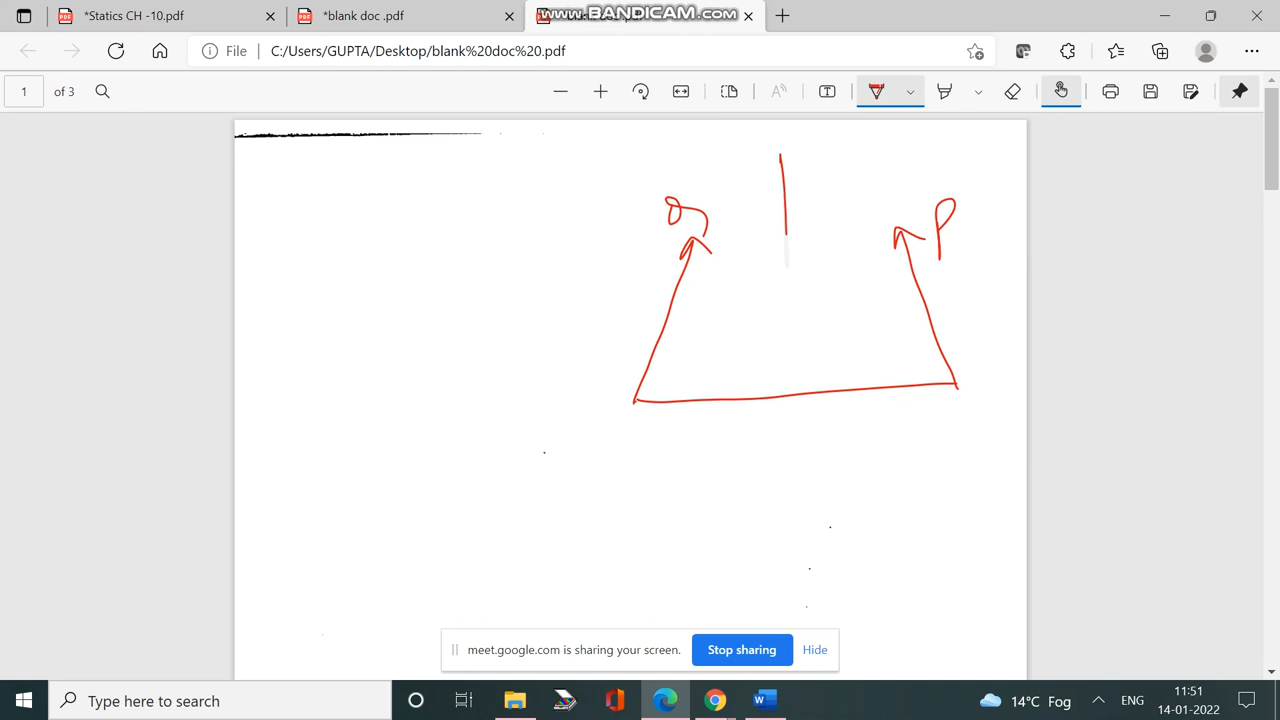 *Statics CH -10.pdf
*blank doc .pdf
www.BANDICAM.com
File
C:/Users/GUPTA/Desktop/blank%20doc%20.pdf
1 of 3
P
meet.google.com is sharing your screen.
Stop sharing
Hide
Type here to search
14°C Fog
ENG
11:51
14-01-2022